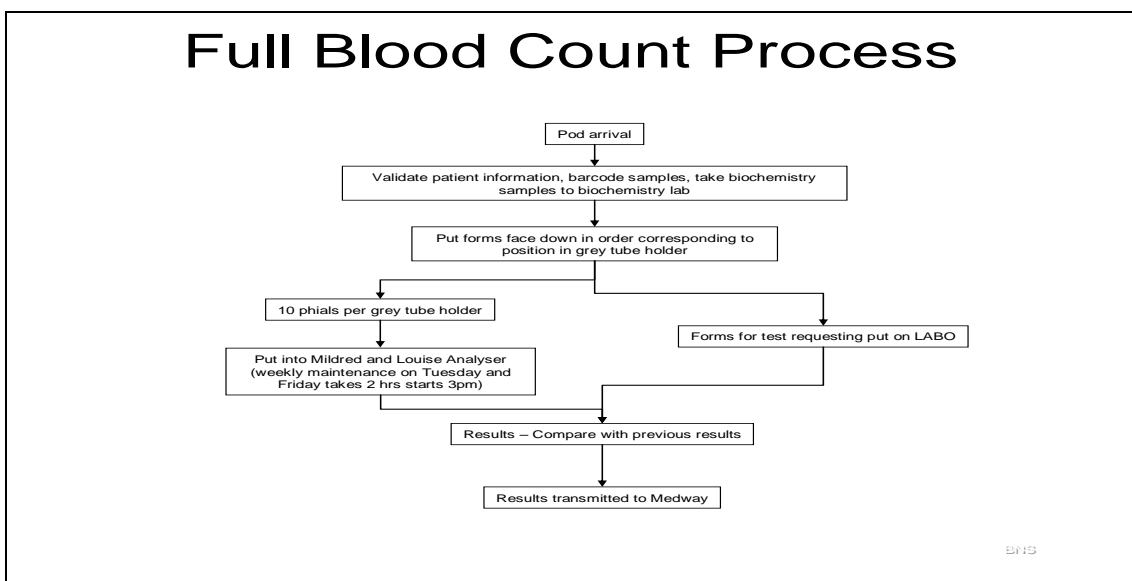 Full Blood Count Process
Pod arrival
Validate patient information, barcode samples, take biochemistry
samples to biochemistry lab
Put forms face down in order corresponding to
position in grey tube holder
10 phials per grey tube holder
Forms for test requesting put on LABO
Put into Mildred and Louise Analyser
(weekly maintenance on Tuesday and
Friday takes 2 hrs starts 3pm)
Results – Compare with previous results
Results transmitted to Medway
BNS